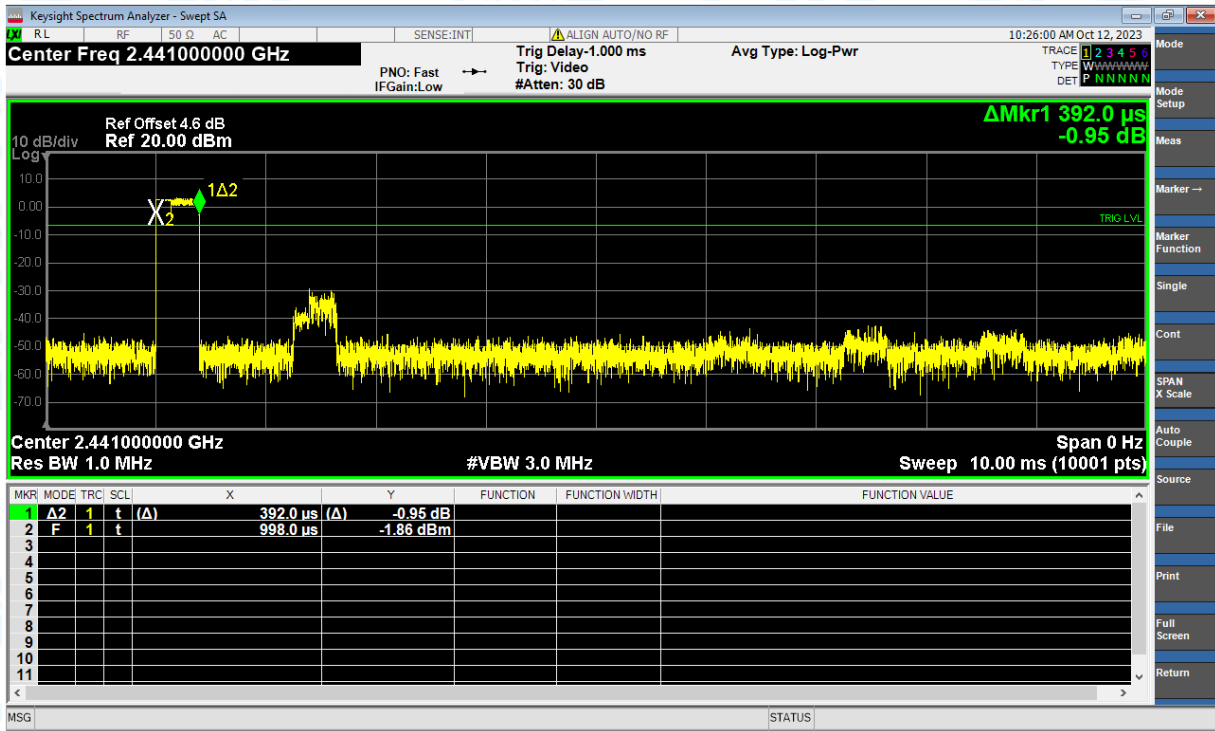 Keysight Spectrum Analyzer - Swept SA
LXI RL RF 50 Ω AC SENSE:INT ALIGN AUTO/NO RF 10:26:00 AM Oct 12, 2023
Center Freq 2.441000000 GHz
PNO: Fast
IFGain:Low
Trig Delay-1.000 ms
Trig: Video
#Atten: 30 dB
Avg Type: Log-Pwr
TRACE 1 2 3 4 5 6
TYPE WWWWWW
DET P N N N N N
ΔMkr1 392.0 µs
-0.95 dB
Ref Offset 4.6 dB
10 dB/div Ref 20.00 dBm
Log
10.0
0.00
-10.0
-20.0
-30.0
-40.0
-50.0
-60.0
-70.0
1Δ2
X2
TRIG LVL
Center 2.441000000 GHz Span 0 Hz
Res BW 1.0 MHz #VBW 3.0 MHz Sweep 10.00 ms (10001 pts)
MKR MODE TRC SCL X Y FUNCTION FUNCTION WIDTH FUNCTION VALUE
1 Δ2 1 t (Δ) 392.0 µs (Δ) -0.95 dB
2 F 1 t 998.0 µs -1.86 dBm
3
4
5
6
7
8
9
10
11
MSG STATUS
Mode
Mode
Setup
Meas
Marker →
Marker
Function
Single
Cont
SPAN
X Scale
Auto
Couple
Source
File
Print
Full
Screen
Return